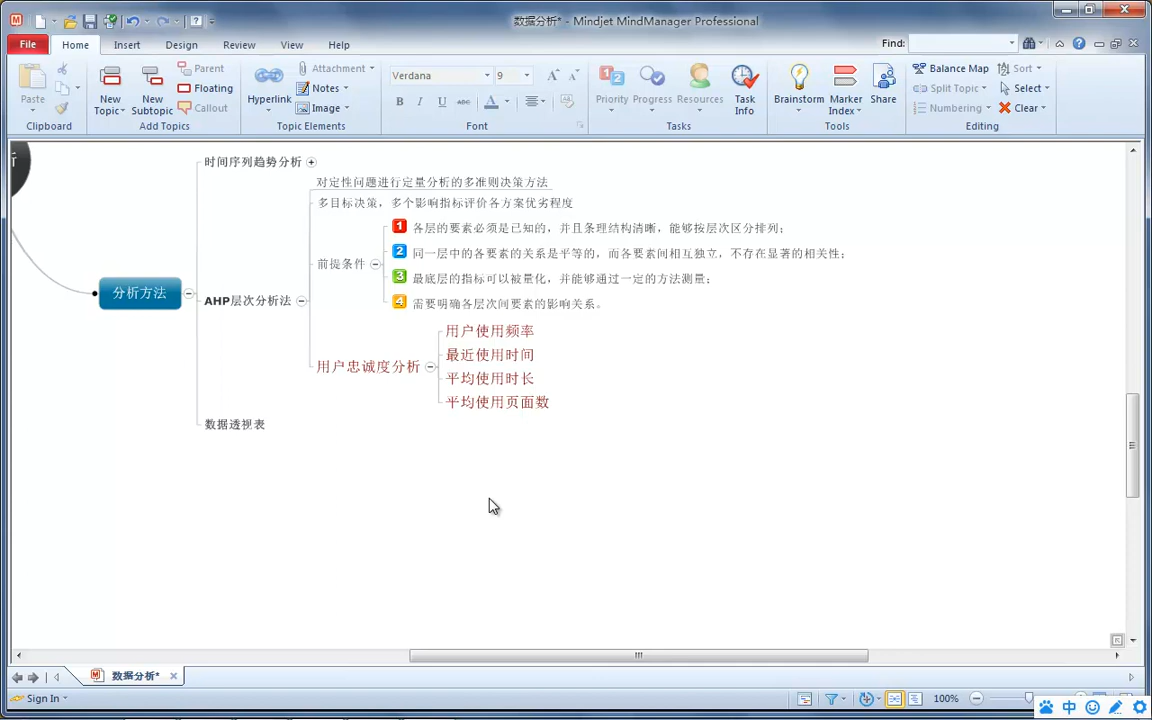 数据分析* - Mindjet MindManager Professional
File Home Insert Design Review View Help Find:
Paste
Clipboard
New Topic
New Subtopic
Parent
Floating
Callout
Add Topics
Hyperlink
Attachment
Notes
Image
Topic Elements
Verdana 9
B I U abc A
Font
Priority
Progress
Resources
Task Info
Tasks
Brainstorm
Marker Index
Share
Tools
Balance Map
Split Topic
Numbering
Sort
Select
Clear
Editing
析
时间序列趋势分析
对定性问题进行定量分析的多准则决策方法
多目标决策，多个影响指标评价各方案优劣程度
1 各层的要素必须是已知的，并且条理结构清晰，能够按层次区分排列;
2 同一层中的各要素的关系是平等的，而各要素间相互独立，不存在显著的相关性;
前提条件
3 最底层的指标可以被量化，并能够通过一定的方法测量;
分析方法
AHP层次分析法
4 需要明确各层次间要素的影响关系。
用户使用频率
最近使用时间
用户忠诚度分析
平均使用时长
平均使用页面数
数据透视表
数据分析*
Sign In
100%
中